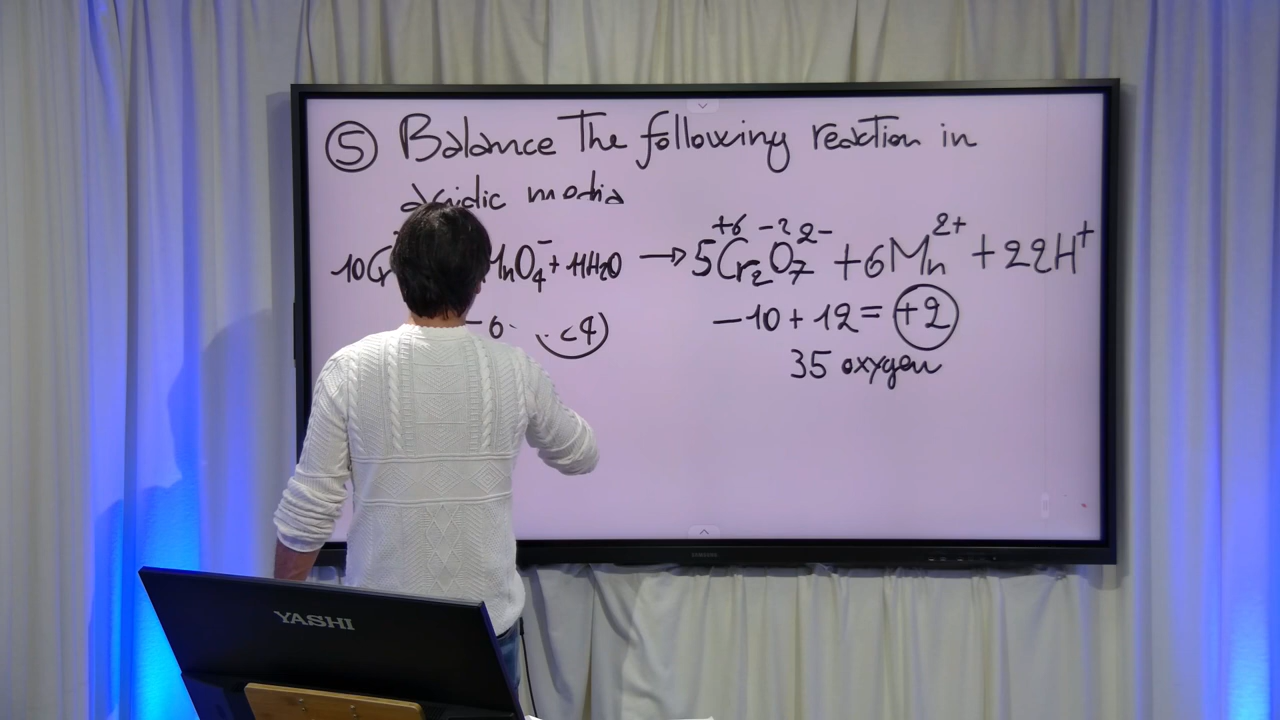 ⑤ Balance The following reaction in
acidic media
10Cr MnO₄⁻ + 11H₂O → 5Cr₂O₇²⁻ + 6Mn²⁺ + 22H⁺
+6 -2
-10 + 12 = +2
35 oxygen
SAMSUNG
YASHI